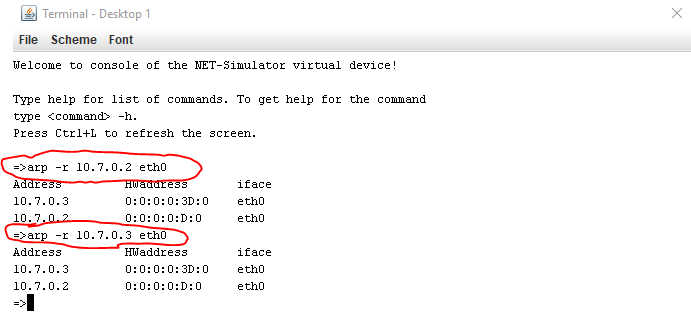 Terminal - Desktop 1
File Scheme Font
Welcome to console of the NET-Simulator virtual device!
Type help for list of commands. To get help for the command
type <command> -h.
Press Ctrl+L to refresh the screen.
=>arp -r 10.7.0.2 eth0
Address HWaddress iface
10.7.0.3 0:0:0:0:3D:0 eth0
10.7.0.2 0:0:0:0:D:0 eth0
=>arp -r 10.7.0.3 eth0
Address HWaddress iface
10.7.0.3 0:0:0:0:3D:0 eth0
10.7.0.2 0:0:0:0:D:0 eth0
=>